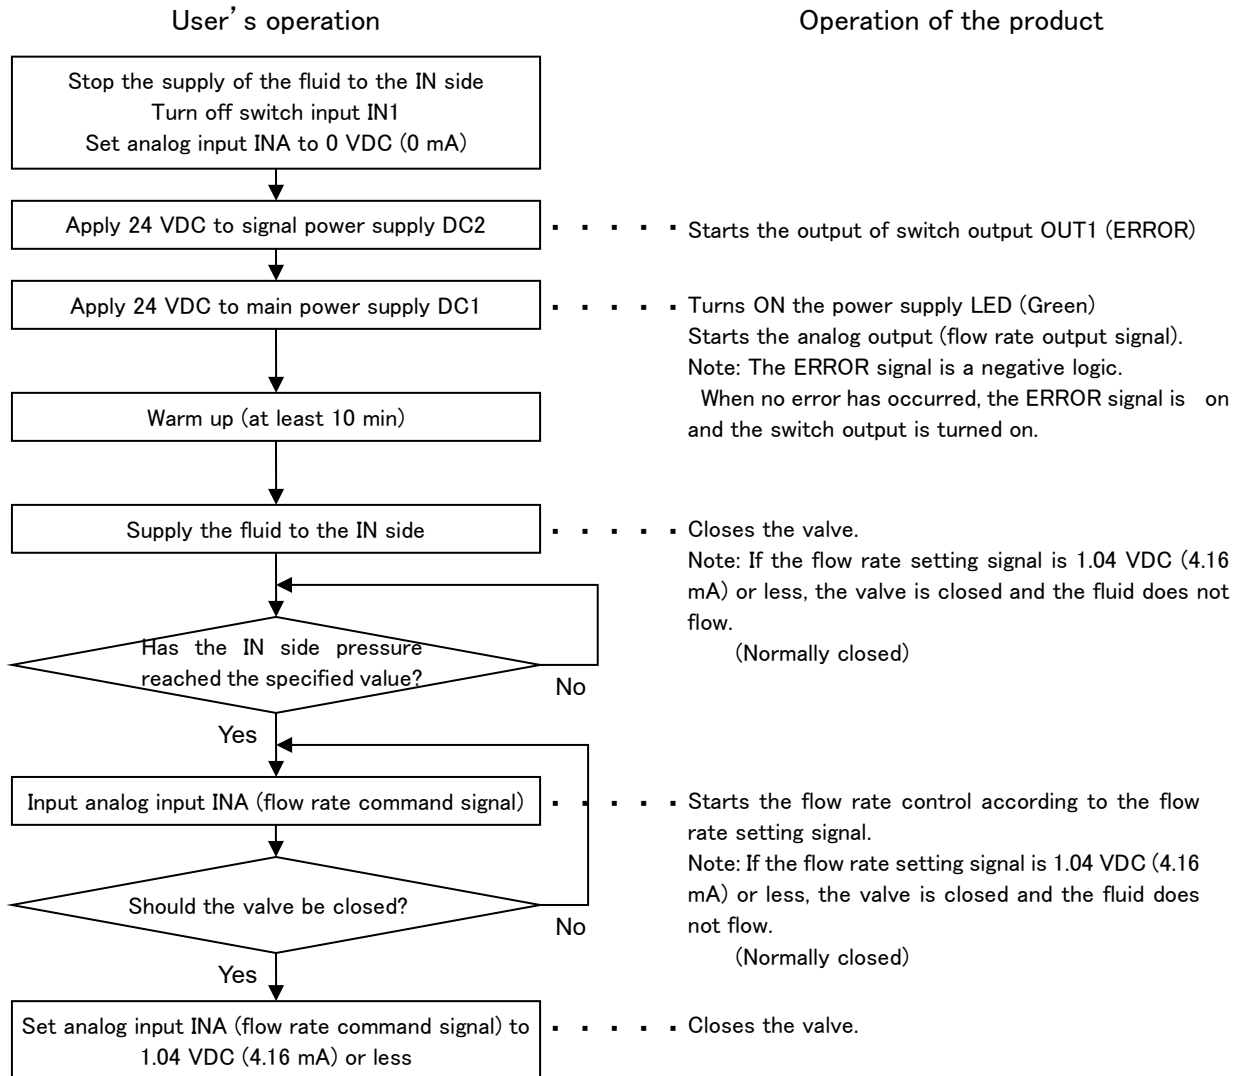 User's operation
Operation of the product
Stop the supply of the fluid to the IN side
Turn off switch input IN1
Set analog input INA to 0 VDC (0 mA)
Apply 24 VDC to signal power supply DC2
Starts the output of switch output OUT1 (ERROR)
Apply 24 VDC to main power supply DC1
Turns ON the power supply LED (Green)
Starts the analog output (flow rate output signal).
Note: The ERROR signal is a negative logic.
When no error has occurred, the ERROR signal is on
and the switch output is turned on.
Warm up (at least 10 min)
Supply the fluid to the IN side
Closes the valve.
Note: If the flow rate setting signal is 1.04 VDC (4.16
mA) or less, the valve is closed and the fluid does not
flow.
(Normally closed)
Has the IN side pressure
reached the specified value?
No
Yes
Input analog input INA (flow rate command signal)
Starts the flow rate control according to the flow
rate setting signal.
Note: If the flow rate setting signal is 1.04 VDC (4.16
mA) or less, the valve is closed and the fluid does
not flow.
(Normally closed)
Should the valve be closed?
No
Yes
Set analog input INA (flow rate command signal) to
1.04 VDC (4.16 mA) or less
Closes the valve.